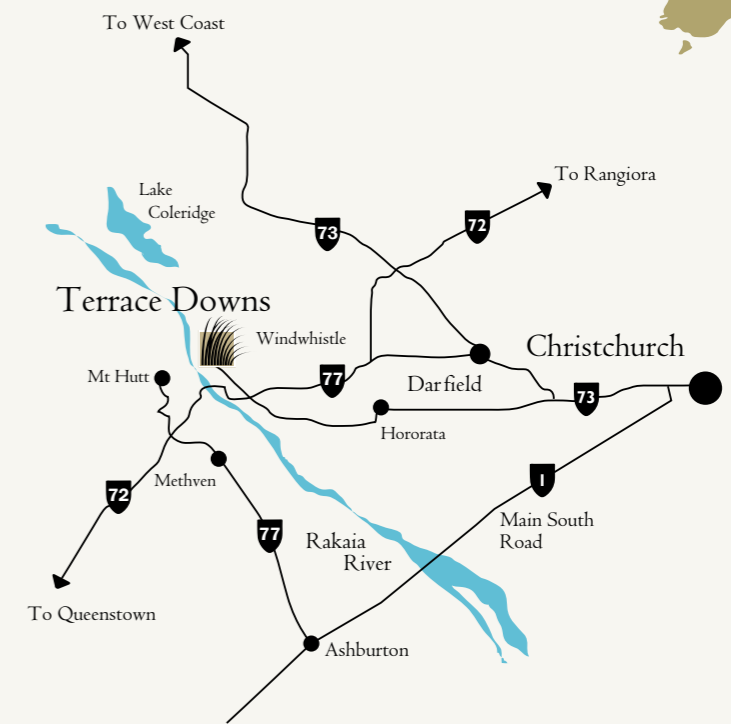 To West Coast
To Rangiora
Lake
Coleridge
72
73
Terrace Downs
Windwhistle
Christchurch
Mt Hutt
77
Darfield
73
Hororata
Methven
1
72
Main South
Road
77
Rakaia
River
To Queenstown
Ashburton